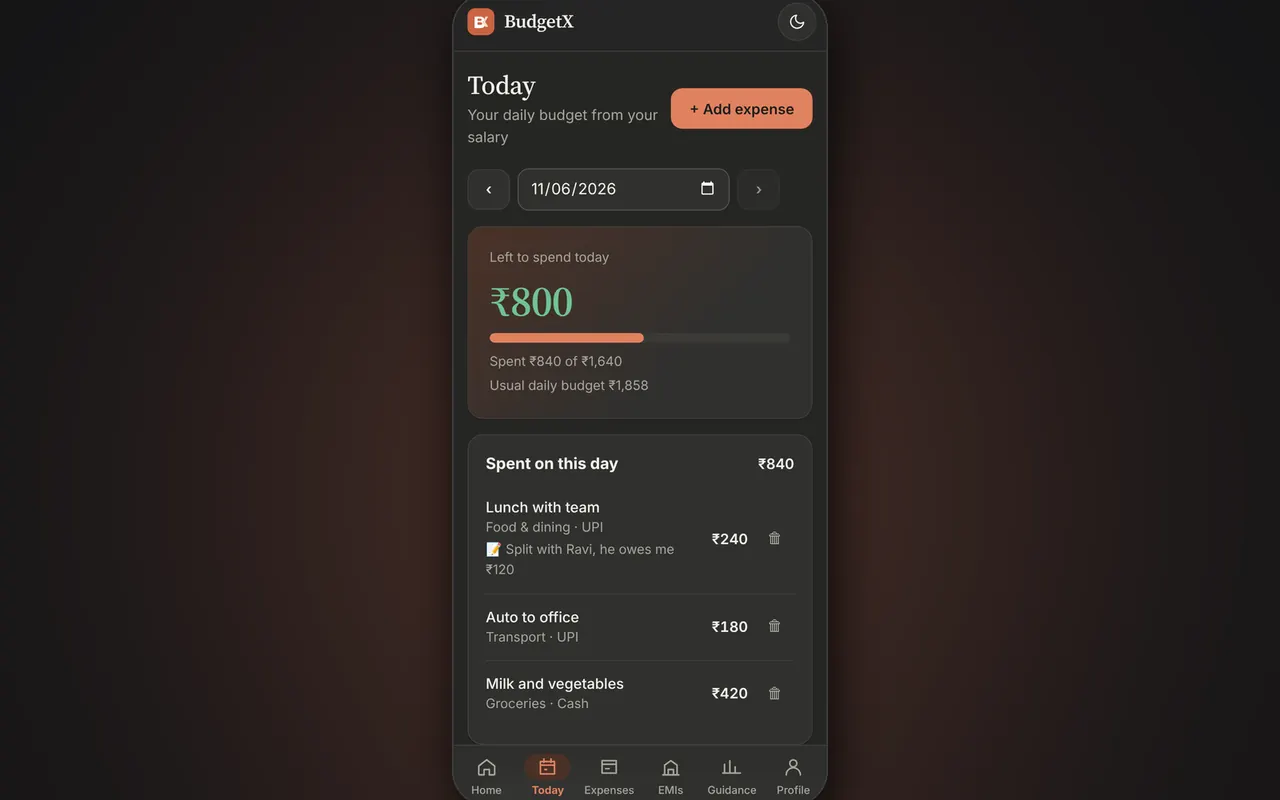 BudgetX
Today
Your daily budget from your
salary
+ Add expense
‹
11/06/2026
›
Left to spend today
₹800
Spent ₹840 of ₹1,640
Usual daily budget ₹1,858
Spent on this day ₹840
Lunch with team
Food & dining · UPI
📝 Split with Ravi, he owes me
₹120
₹240
Auto to office
Transport · UPI
₹180
Milk and vegetables
Groceries · Cash
₹420
Home Today Expenses EMIs Guidance Profile